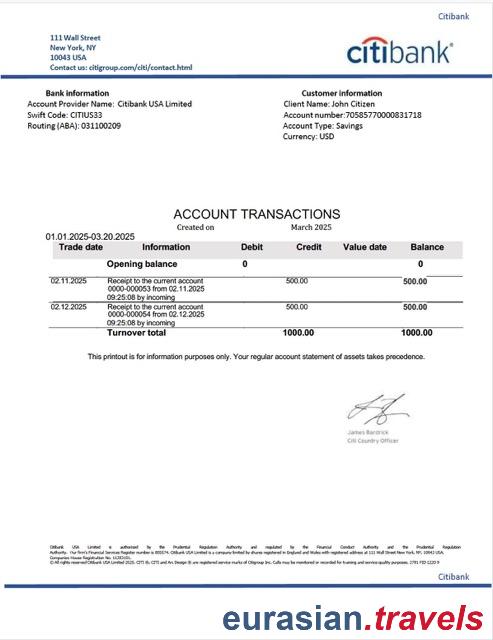 Citibank
111 Wall Street
New York, NY
10043 USA
Contact us: citigroup.com/citi/contact.html
citibank®
Bank information
Account Provider Name: Citibank USA Limited
Swift Code: CITIUS33
Routing (ABA): 031100209
Customer information
Client Name: John Citizen
Account number:70585770000831718
Account Type: Savings
Currency: USD
ACCOUNT TRANSACTIONS
Created on March 2025
01.01.2025-03.20.2025
Trade date Information Debit Credit Value date Balance
Opening balance 0 0
02.11.2025 Receipt to the current account 500.00 500.00
0000-000053 from 02.11.2025
09:25:08 by incoming
02.12.2025 Receipt to the current account 500.00 500.00
0000-000054 from 02.12.2025
09:25:08 by incoming
Turnover total 1000.00 1000.00
This printout is for information purposes only. Your regular account statement of assets takes precedence.
James Bardrick
Citi Country Officer
Citibank USA Limited is authorised by the Prudential Regulation Authority and regulated by the Financial Conduct Authority and the Prudential Regulation
Authority. Our firm's Financial Services Register number is 805574. Citibank USA Limited is a company limited by shares registered in England and Wales with registered address at 111 Wall Street New York, NY, 10043 USA,
Companies House Registration No.
© All rights reserved Citibank USA Limited 2025. CITI and Arc Design ® are registered service marks of Citigroup Inc. Calls may be monitored or recorded for training and service quality purposes.
Citibank
eurasian.travels